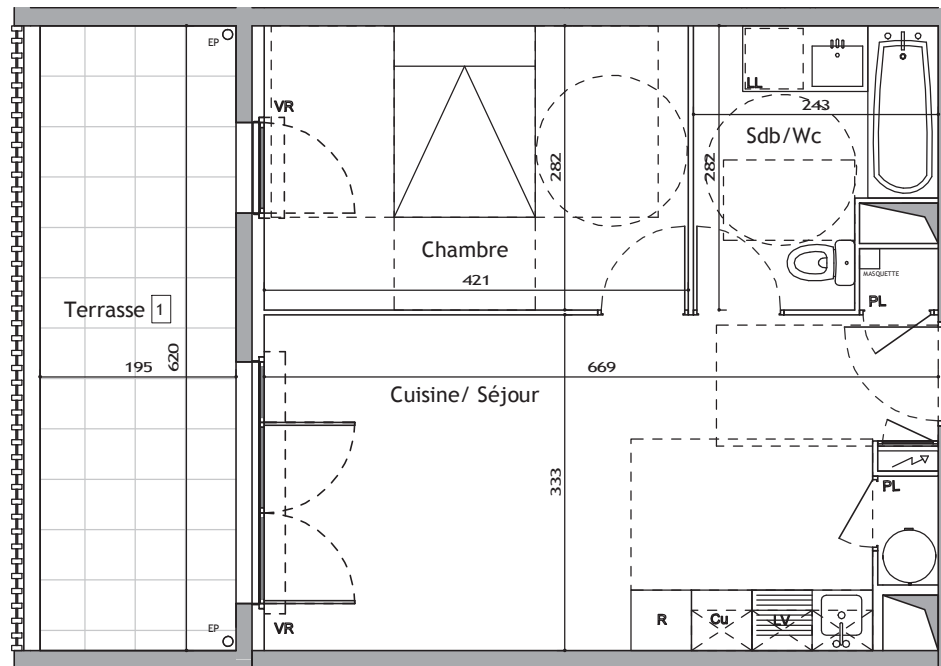 EP
VR
LL
243
Sdb/Wc
282
282
Chambre
421
MASQUETTE
PL
Terrasse 1
195
620
669
Cuisine/ Séjour
333
PL
R
Cu
LV
EP
VR